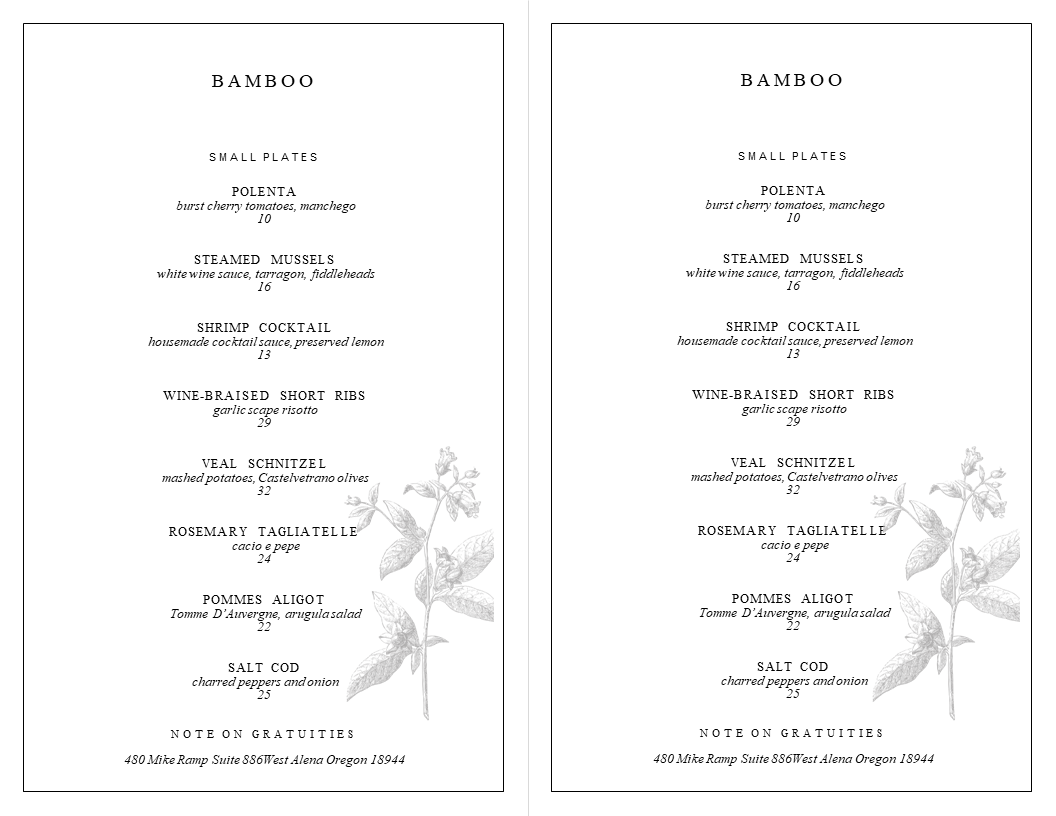 BAMBOO
SMALL PLATES
POLENTA
burst cherry tomatoes, manchego
10
STEAMED MUSSELS
white wine sauce, tarragon, fiddleheads
16
SHRIMP COCKTAIL
housemade cocktail sauce, preserved lemon
13
WINE-BRAISED SHORT RIBS
garlic scape risotto
29
VEAL SCHNITZEL
mashed potatoes, Castelvetrano olives
32
ROSEMARY TAGLIATELLE
cacio e pepe
24
POMMES ALIGOT
Tomme D'Auvergne, arugula salad
22
SALT COD
charred peppers and onion
25
NOTE ON GRATUITIES
480 Mike Ramp Suite 886West Alena Oregon 18944
BAMBOO
SMALL PLATES
POLENTA
burst cherry tomatoes, manchego
10
STEAMED MUSSELS
white wine sauce, tarragon, fiddleheads
16
SHRIMP COCKTAIL
housemade cocktail sauce, preserved lemon
13
WINE-BRAISED SHORT RIBS
garlic scape risotto
29
VEAL SCHNITZEL
mashed potatoes, Castelvetrano olives
32
ROSEMARY TAGLIATELLE
cacio e pepe
24
POMMES ALIGOT
Tomme D'Auvergne, arugula salad
22
SALT COD
charred peppers and onion
25
NOTE ON GRATUITIES
480 Mike Ramp Suite 886West Alena Oregon 18944